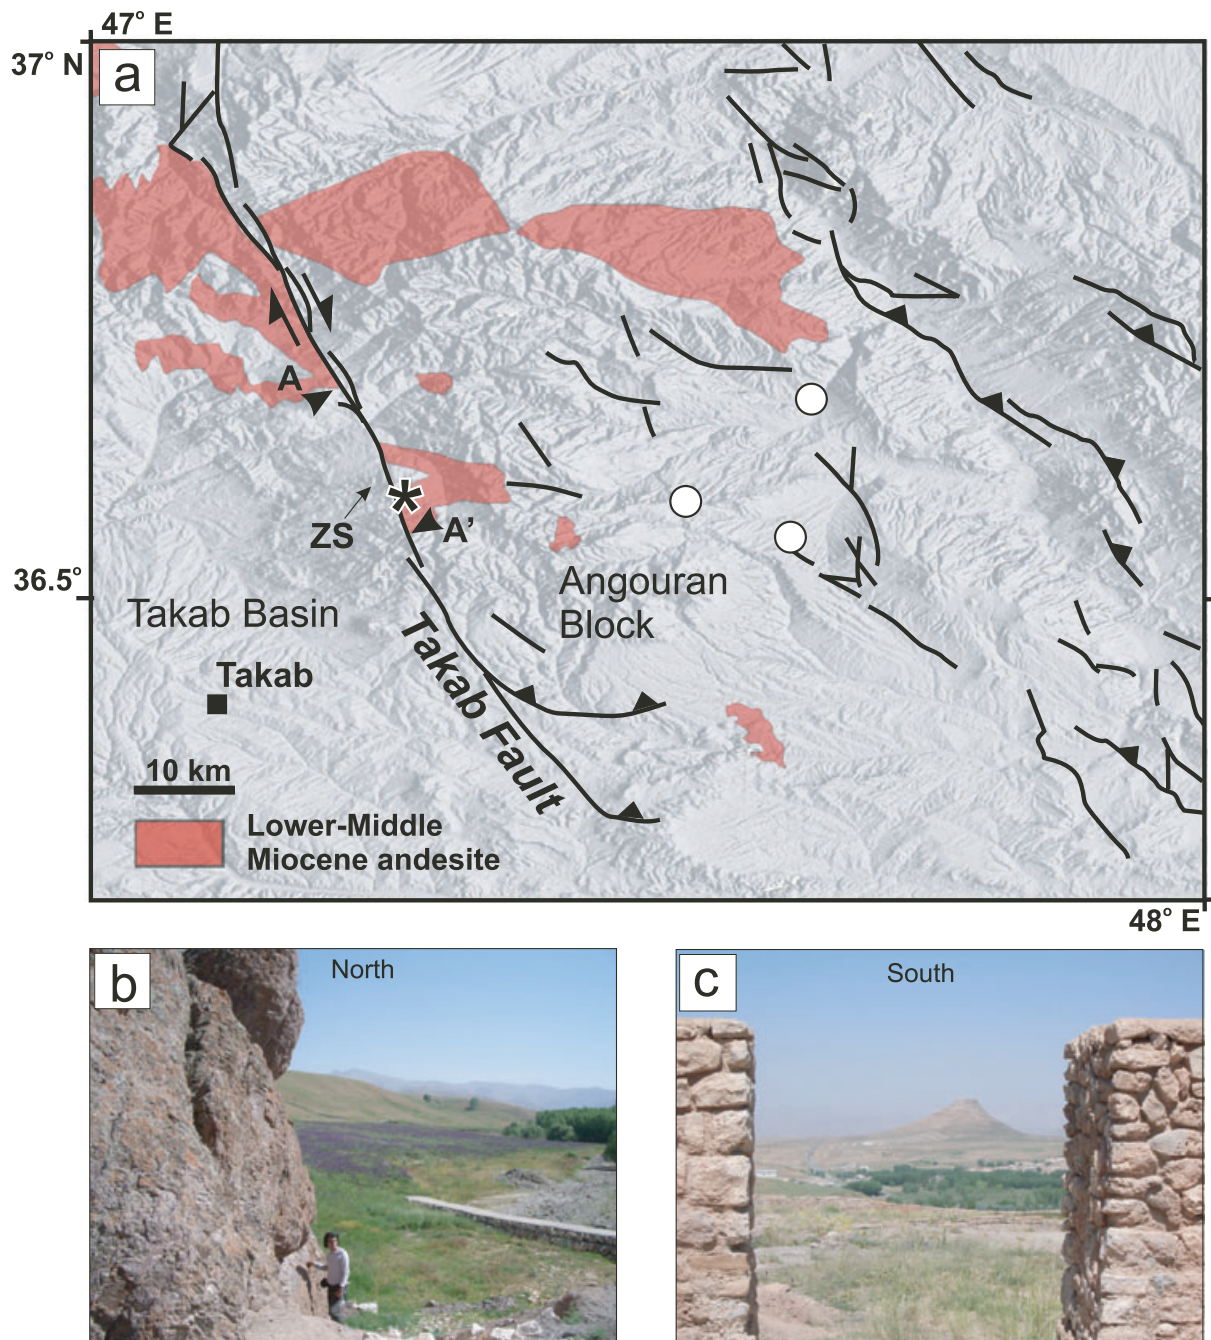 47° E
37° N
a
A
ZS
*
A’
36.5°
Angouran
Block
Takab Basin
Takab
Takab Fault
10 km
Lower-Middle
Miocene andesite
48° E
b
North
c
South